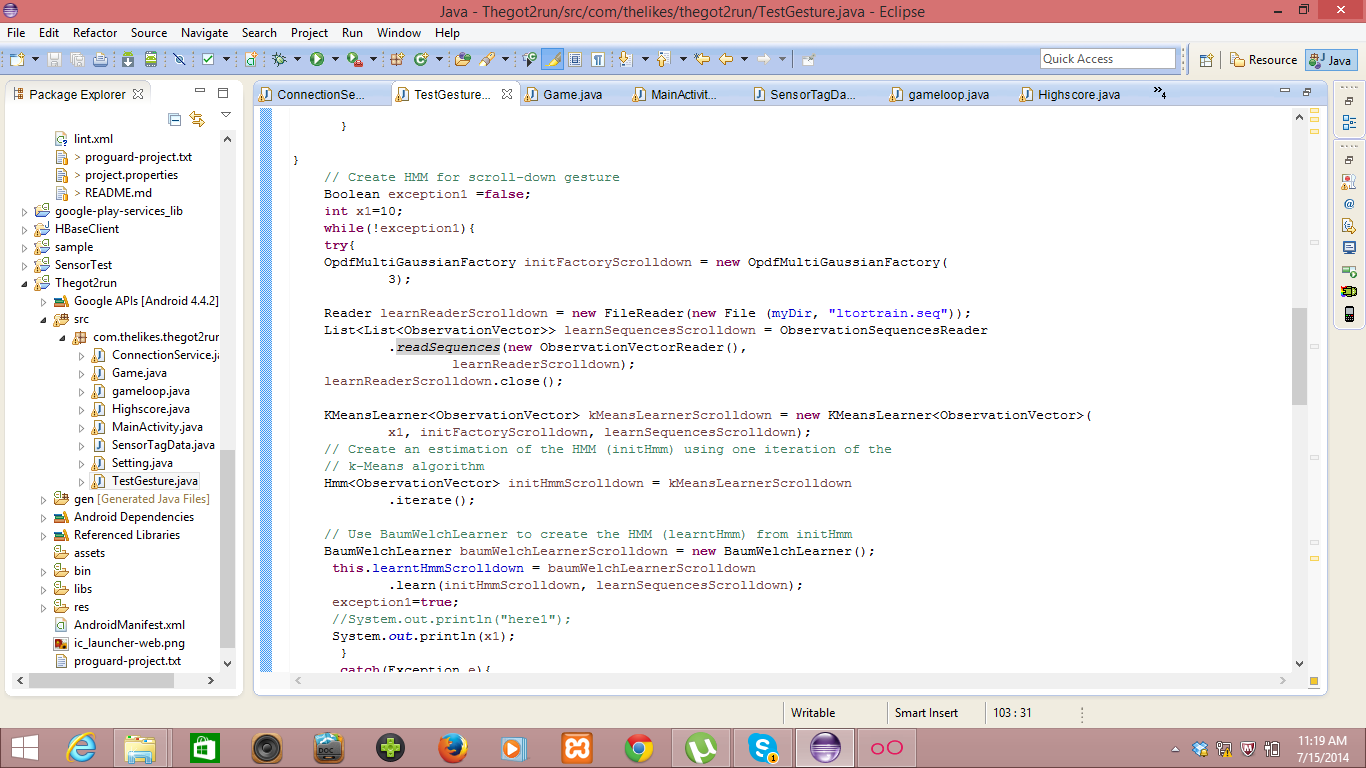 Java - Thegot2run/src/com/thelikes/thegot2run/TestGesture.java - Eclipse
File Edit Refactor Source Navigate Search Project Run Window Help
Quick Access
Resource
Java
Package Explorer
ConnectionSe...
TestGesture...
Game.java
MainActivit...
SensorTagDa...
gameloop.java
Highscore.java
»4
lint.xml
> proguard-project.txt
> project.properties
> README.md
google-play-services_lib
HBaseClient
sample
SensorTest
Thegot2run
Google APIs [Android 4.4.2]
src
com.thelikes.thegot2run
ConnectionService.ja
Game.java
gameloop.java
Highscore.java
MainActivity.java
SensorTagData.java
Setting.java
TestGesture.java
gen [Generated Java Files]
Android Dependencies
Referenced Libraries
assets
bin
libs
res
AndroidManifest.xml
ic_launcher-web.png
proguard-project.txt
}
}
// Create HMM for scroll-down gesture
Boolean exception1 =false;
int x1=10;
while(!exception1){
try{
OpdfMultiGaussianFactory initFactoryScrolldown = new OpdfMultiGaussianFactory(
3);
Reader learnReaderScrolldown = new FileReader(new File (myDir, "ltortrain.seq"));
List<List<ObservationVector>> learnSequencesScrolldown = ObservationSequencesReader
.readSequences(new ObservationVectorReader(),
learnReaderScrolldown);
learnReaderScrolldown.close();
KMeansLearner<ObservationVector> kMeansLearnerScrolldown = new KMeansLearner<ObservationVector>(
x1, initFactoryScrolldown, learnSequencesScrolldown);
// Create an estimation of the HMM (initHmm) using one iteration of the
// k-Means algorithm
Hmm<ObservationVector> initHmmScrolldown = kMeansLearnerScrolldown
.iterate();
// Use BaumWelchLearner to create the HMM (learntHmm) from initHmm
BaumWelchLearner baumWelchLearnerScrolldown = new BaumWelchLearner();
this.learntHmmScrolldown = baumWelchLearnerScrolldown
.learn(initHmmScrolldown, learnSequencesScrolldown);
exception1=true;
//System.out.println("here1");
System.out.println(x1);
}
catch(Exception e){
Writable
Smart Insert
103 : 31
11:19 AM
7/15/2014